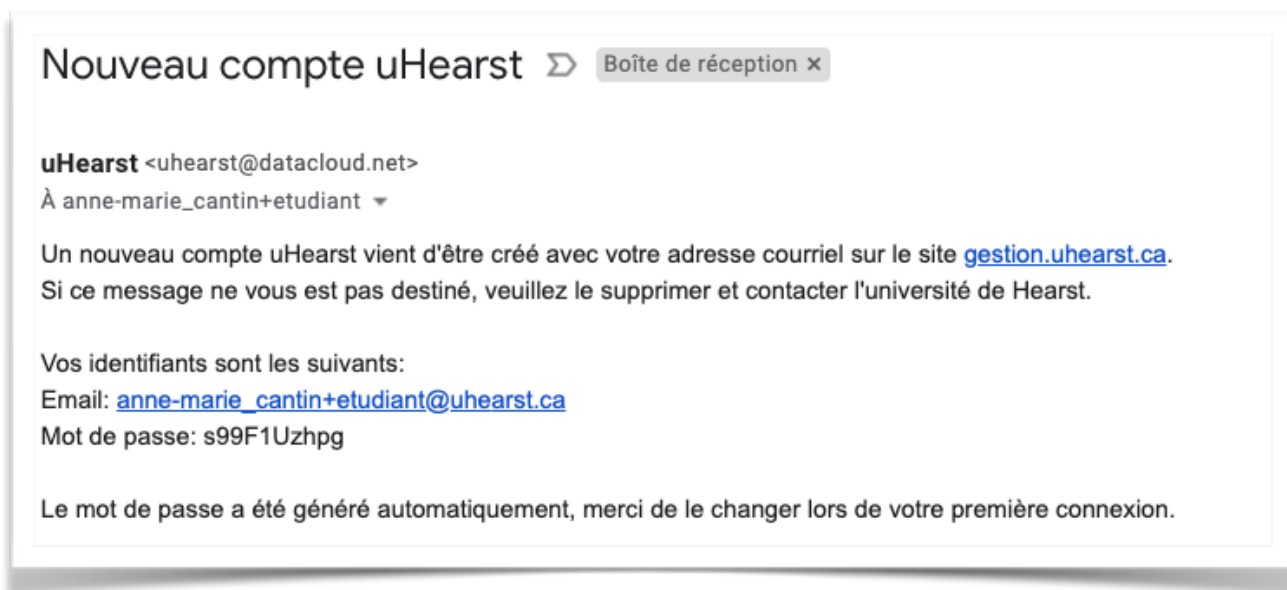 Nouveau compte uHearst Boîte de réception ×
uHearst <uhearst@datacloud.net>
À anne-marie_cantin+etudiant
Un nouveau compte uHearst vient d'être créé avec votre adresse courriel sur le site gestion.uhearst.ca.
Si ce message ne vous est pas destiné, veuillez le supprimer et contacter l'université de Hearst.
Vos identifiants sont les suivants:
Email: anne-marie_cantin+etudiant@uhearst.ca
Mot de passe: s99F1Uzhpg
Le mot de passe a été généré automatiquement, merci de le changer lors de votre première connexion.